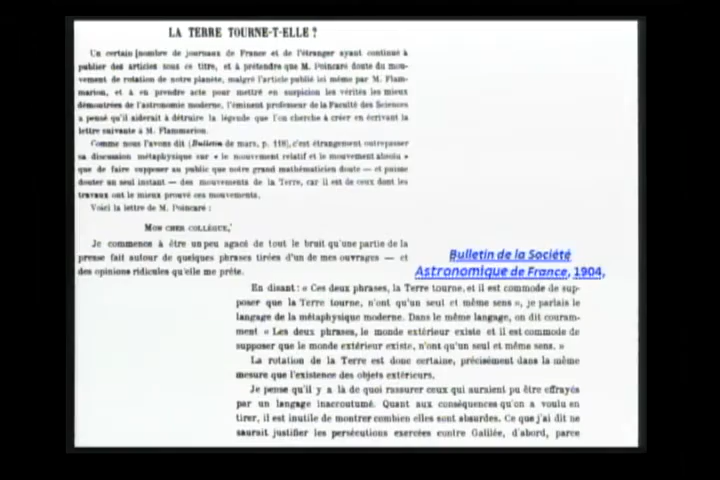 LA TERRE TOURNE-T-ELLE ?
Un certain nombre de journaux de France et de l'étranger ayant continué à
publier des articles sous ce titre, et à prétendre que M. Poincaré doute du mou-
vement de rotation de notre planète, malgré l'article publié ici même par M. Flam-
marion, et à en prendre acte pour mettre en suspicion les vérités les mieux
démontrées de l'astronomie moderne, l'éminent professeur de la Faculté des Sciences
a pensé qu'il aiderait à détruire la légende que l'on cherche à créer en écrivant la
lettre suivante à M. Flammarion.
Comme nous l'avons dit (Bulletin de mars, p. 118), c'est étrangement outrepasser
sa discussion métaphysique sur « le mouvement relatif et le mouvement absolu »
que de faire supposer au public que notre grand mathématicien doute — et puisse
douter un seul instant — des mouvements de la Terre, car il est de ceux dont les
travaux ont le mieux prouvé ces mouvements.
Voici la lettre de M. Poincaré :
MON CHER COLLÈGUE,
Je commence à être un peu agacé de tout le bruit qu'une partie de la
presse fait autour de quelques phrases tirées d'un de mes ouvrages — et
des opinions ridicules qu'elle me prête.
Bulletin de la Société
Astronomique de France, 1904,
En disant : « Ces deux phrases, la Terre tourne, et il est commode de sup-
poser que la Terre tourne, n'ont qu'un seul et même sens », je parlais le
langage de la métaphysique moderne. Dans le même langage, on dit couram-
ment « Les deux phrases, le monde extérieur existe et il est commode de
supposer que le monde extérieur existe, n'ont qu'un seul et même sens. »
La rotation de la Terre est donc certaine, précisément dans la même
mesure que l'existence des objets extérieurs.
Je pense qu'il y a là de quoi rassurer ceux qui auraient pu être effrayés
par un langage inaccoutumé. Quant aux conséquences qu'on a voulu en
tirer, il est inutile de montrer combien elles sont absurdes. Ce que j'ai dit ne
saurait justifier les persécutions exercées contre Galilée, d'abord, parce